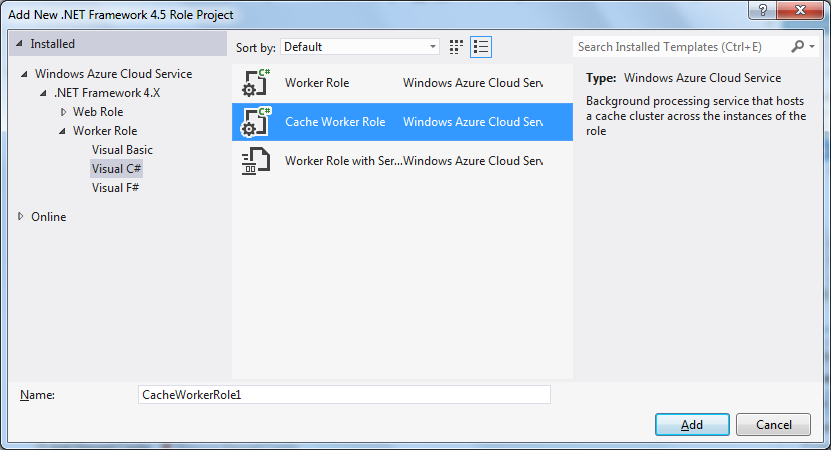 Add New .NET Framework 4.5 Role Project
Installed
Sort by: Default
Search Installed Templates (Ctrl+E)
Windows Azure Cloud Service
.NET Framework 4.X
Web Role
Worker Role
Visual Basic
Visual C#
Visual F#
Online
C# Worker Role Windows Azure Cloud Serv
C# Cache Worker Role Windows Azure Cloud Serv
Worker Role with Ser...Windows Azure Cloud Serv
Type: Windows Azure Cloud Service
Background processing service that hosts
a cache cluster across the instances of the
role
Name: CacheWorkerRole1
Add Cancel